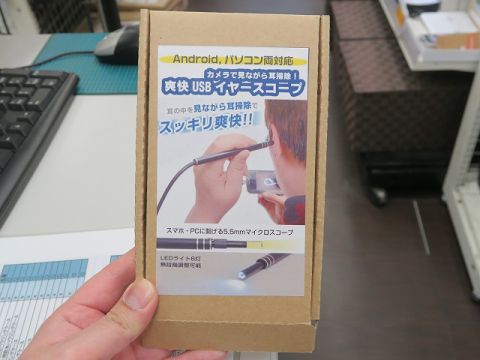 Android,パソコン両対応
カメラで見ながら耳掃除！
爽快USBイヤースコープ
耳の中を見ながら耳掃除で
スッキリ爽快!!
スマホ・PCに繋げる5.5mmマイクロスコープ
LEDライト6灯
無段階調整可能